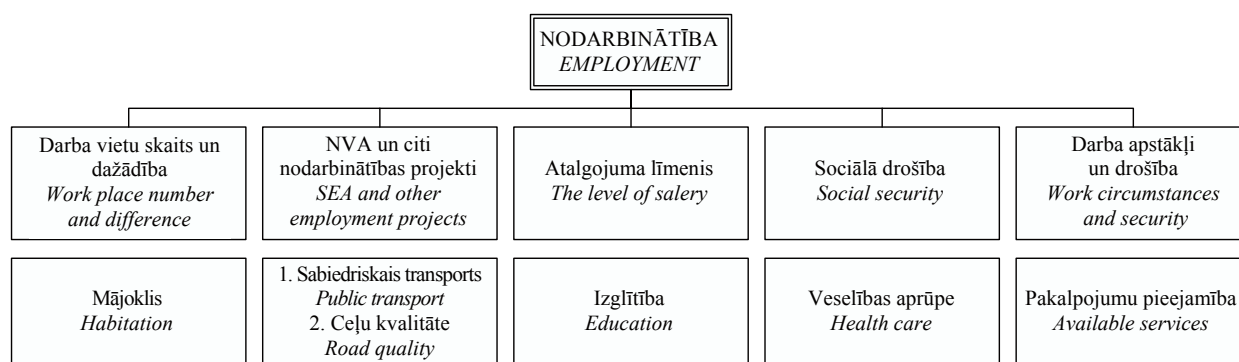 NODARBINĀTĪBA
EMPLOYMENT
Darba vietu skaits un
dažādība
Work place number
and difference
NVA un citi
nodarbinātības projekti
SEA and other
employment projects
Atalgojuma līmenis
The level of salery
Sociālā drošība
Social security
Darba apstākļi
un drošība
Work circumstances
and security
Mājoklis
Habitation
1. Sabiedriskais transports
Public transport
2. Ceļu kvalitāte
Road quality
Izglītība
Education
Veselības aprūpe
Health care
Pakalpojumu pieejamība
Available services